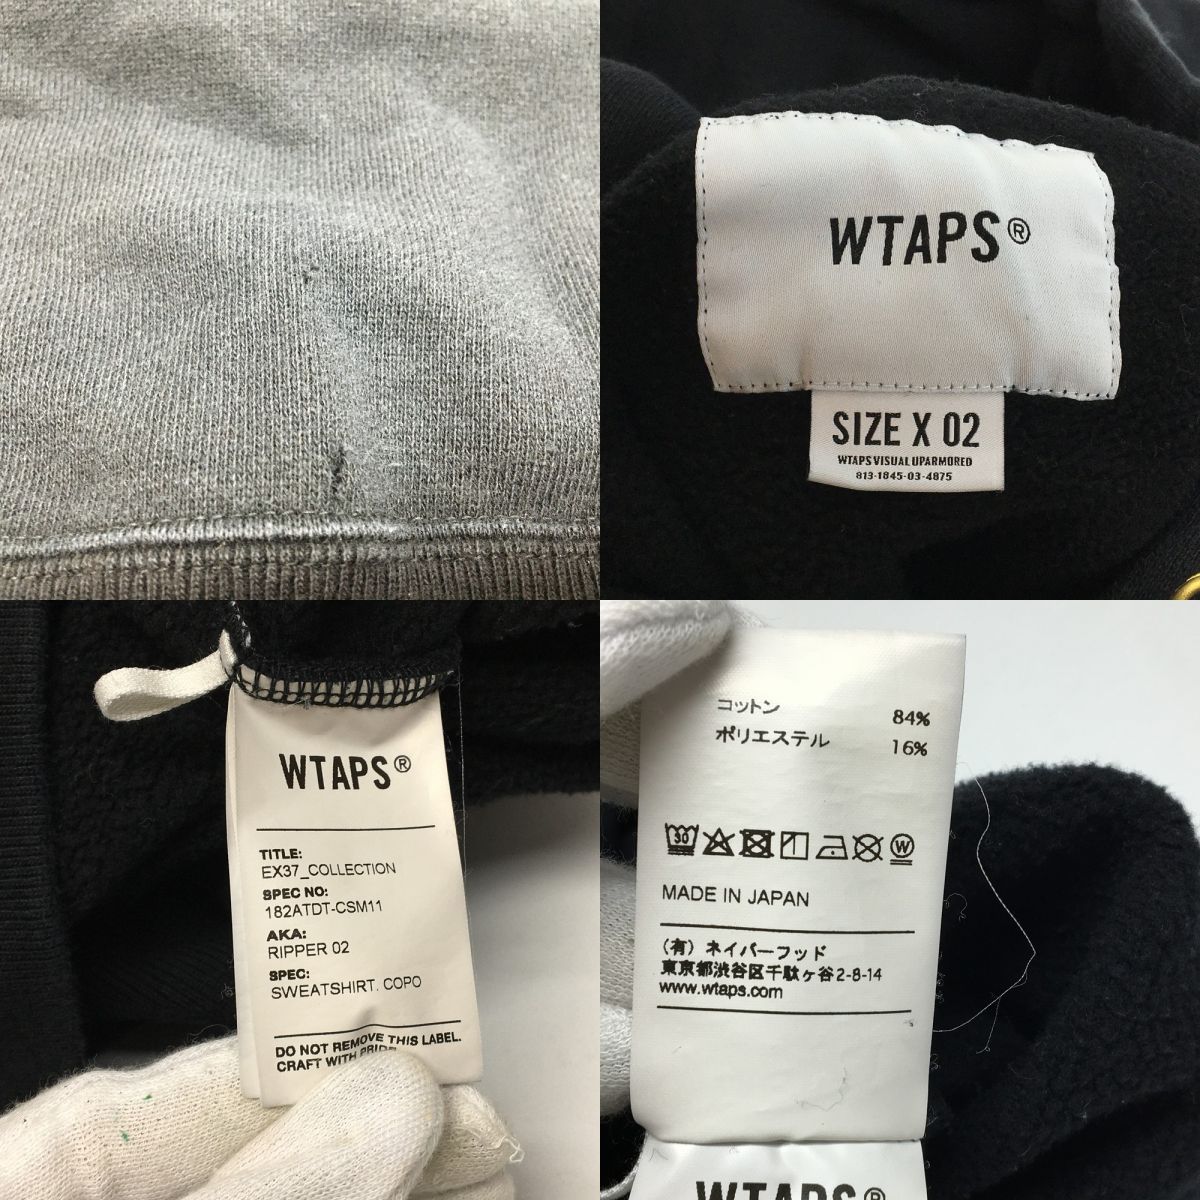 WTAPS®
SIZE X 02
WTAPS VISUAL UPARMORED
813-1845-03-4875
WTAPS®
TITLE:
EX37_COLLECTION
SPEC NO:
182ATDT-CSM11
AKA:
RIPPER 02
SPEC:
SWEATSHIRT. COPO
DO NOT REMOVE THIS LABEL.
CRAFT WITH PRIDE
コットン 84%
ポリエステル 16%
30
W
MADE IN JAPAN
(有) ネイバーフッド
東京都渋谷区千駄ヶ谷2-8-14
www.wtaps.com
WTAPS®